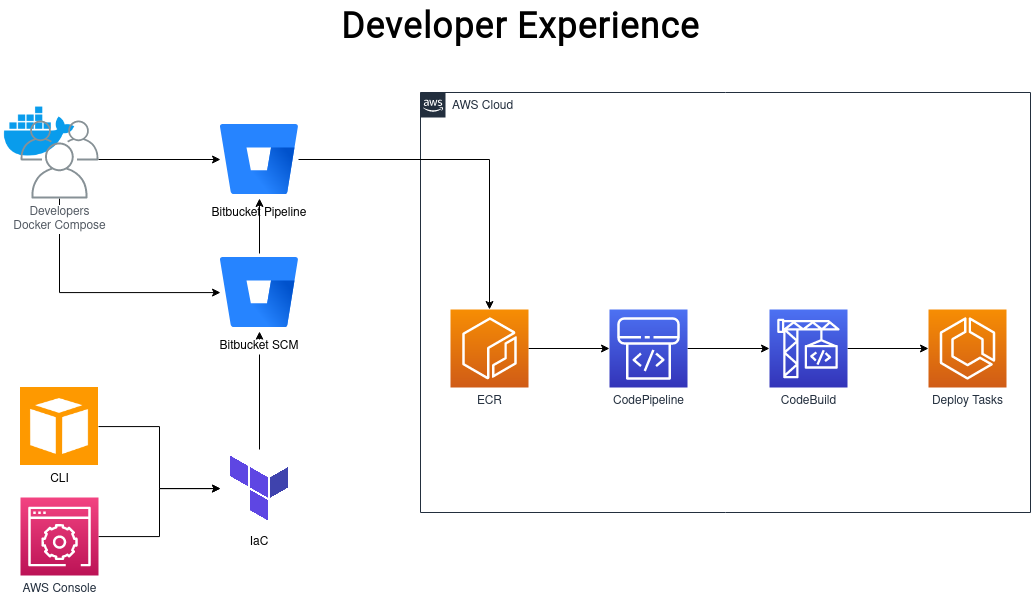 Developer Experience
aws
AWS Cloud
Developers
Docker Compose
Bitbucket Pipeline
Bitbucket SCM
ECR
CodePipeline
CodeBuild
Deploy Tasks
CLI
IaC
AWS Console